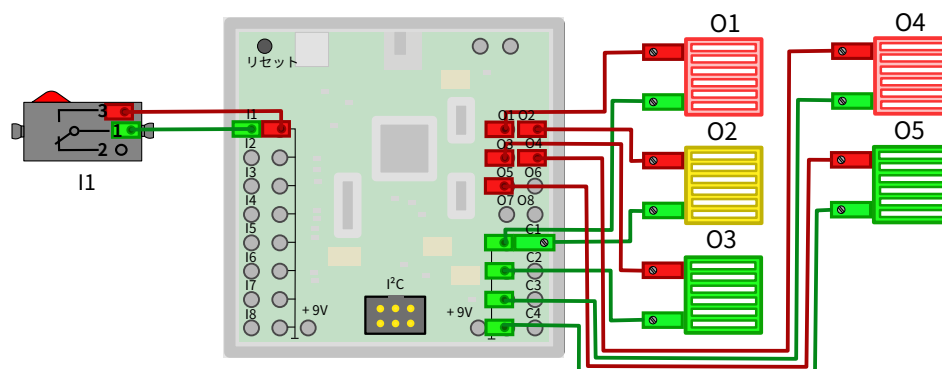 O1
O4
リセット
3
1
2
I1
I1
I2
I3
I4
I5
I6
I7
I8
+9V
I²C
+9V
O1 O2
O3 O4
O5 O6
O7 O8
C1
C2
C3
C4
O2
O5
O3